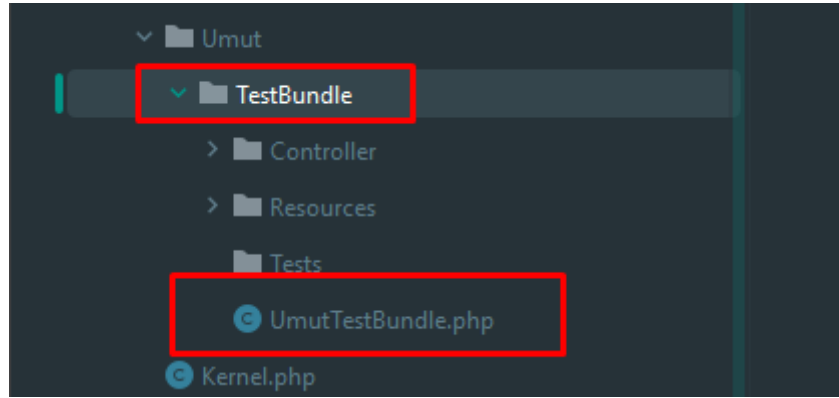 Umut
TestBundle
Controller
Resources
Tests
UmutTestBundle.php
Kernel.php